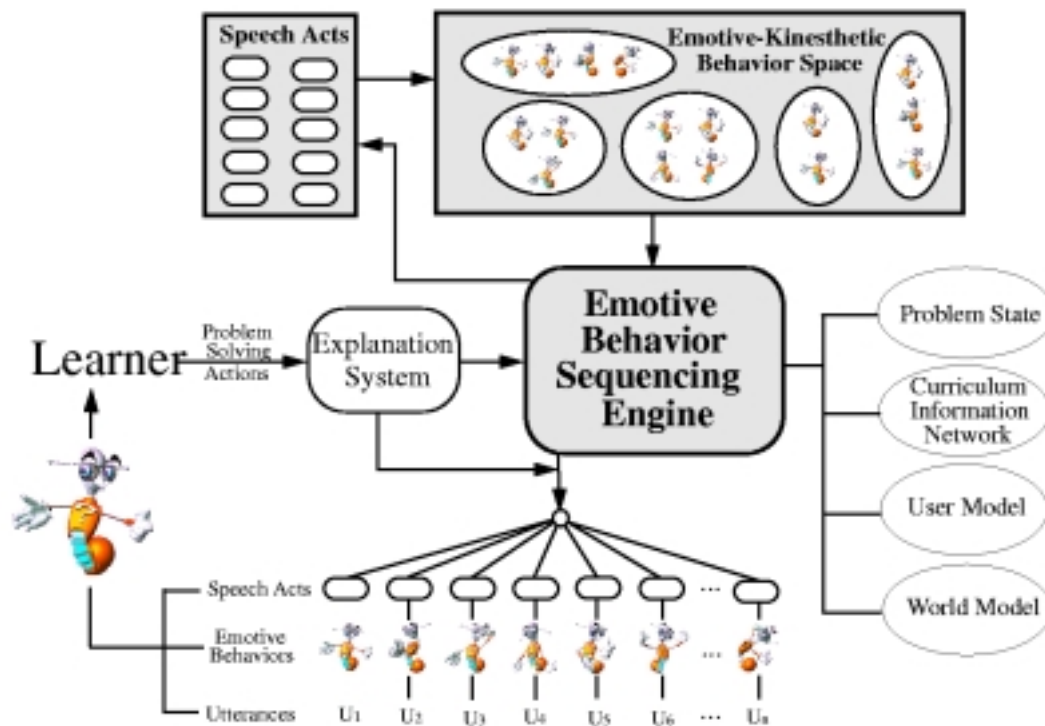 Speech Acts
Emotive-Kinesthetic
Behavior Space
Emotive
Behavior
Sequencing
Engine
Learner
Problem
Solving
Actions
Explanation
System
Problem State
Curriculum
Information
Network
User Model
World Model
Speech Acts
...
Emotive
Behaviors
...
Utterances
U1 U2 U3 U4 U5 U6 ...